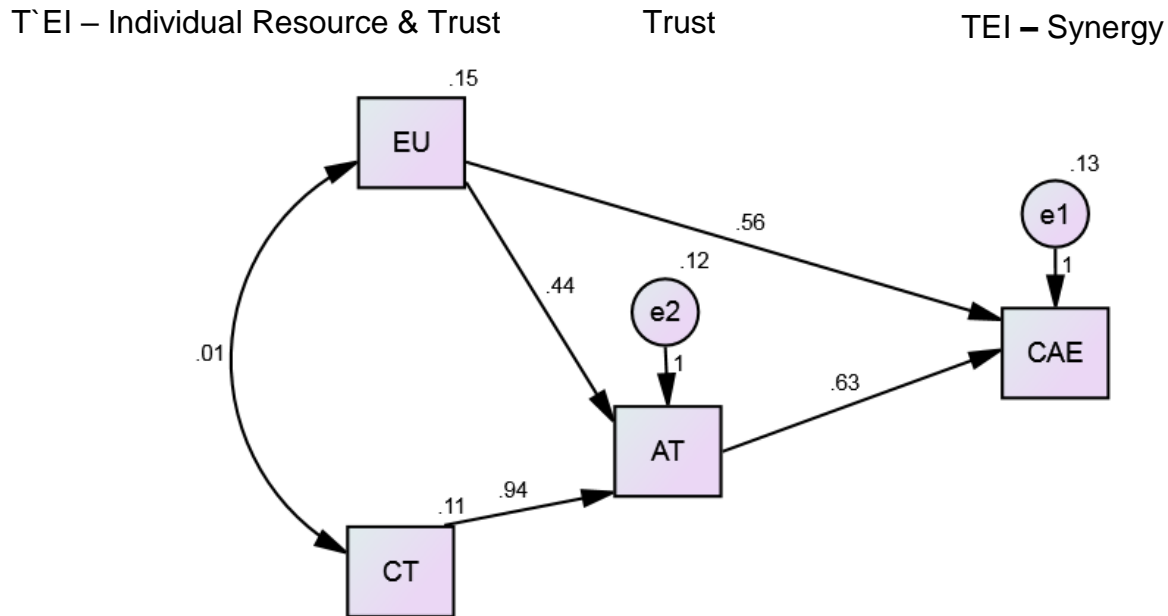 T`EI – Individual Resource & Trust
Trust
TEI – Synergy
.15
EU
.13
e1
1
.56
.12
e2
1
.44
.01
CAE
.63
AT
.94
.11
CT